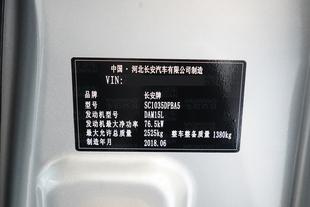 中国·河北长安汽车有限公司制造
VIN:
品牌 长安牌
型号 SC1035DPBA5
发动机型号 DAM15L
发动机最大净功率 76.5kW
最大允许总质量 2525kg 整车整备质量 1380kg
制造年月 2018.06